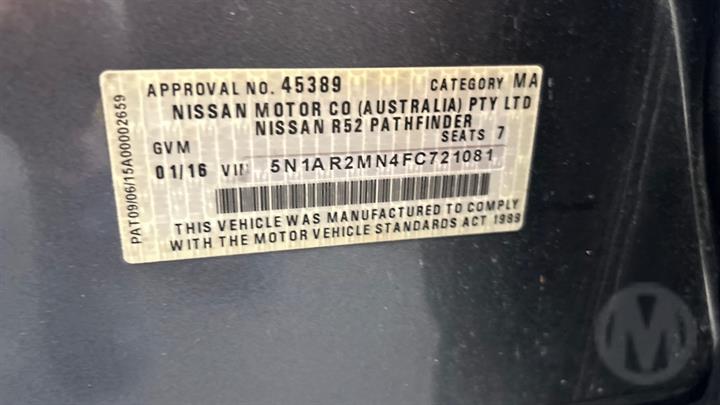 APPROVAL NO. 45389 CATEGORY MA
NISSAN MOTOR CO (AUSTRALIA) PTY LTD
NISSAN R52 PATHFINDER
GVM SEATS 7
01/16 VIN 5N1AR2MN4FC721081
THIS VEHICLE WAS MANUFACTURED TO COMPLY
WITH THE MOTOR VEHICLE STANDARDS ACT 1989
PAT09/06/15A00002659
M